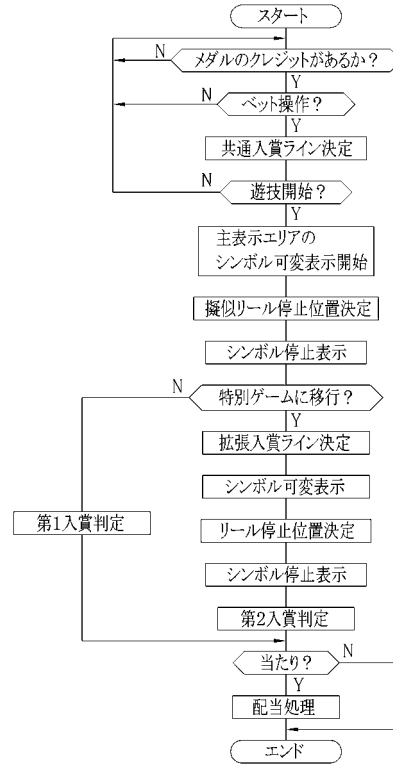 スタート
N
メダルのクレジットがあるか？
Y
N
ベット操作？
Y
共通入賞ライン決定
N
遊技開始？
Y
主表示エリアの
シンボル可変表示開始
擬似リール停止位置決定
シンボル停止表示
N
特別ゲームに移行？
Y
拡張入賞ライン決定
シンボル可変表示
第1入賞判定
リール停止位置決定
シンボル停止表示
第2入賞判定
当たり？
N
Y
配当処理
エンド